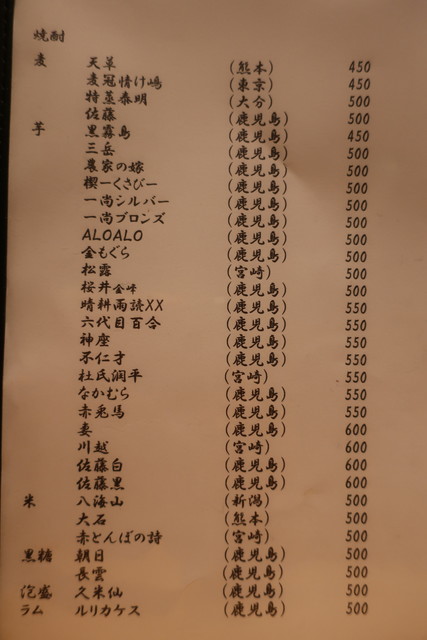 焼酎
麦 天草 (熊本) 450
麦冠情け嶋 (東京) 450
特蒸泰明 (大分) 500
佐藤 (鹿児島) 500
芋 黒霧島 (鹿児島) 450
三岳 (鹿児島) 500
農家の嫁 (鹿児島) 500
楔ーくさびー (鹿児島) 500
一尚シルバー (鹿児島) 500
一尚ブロンズ (鹿児島) 500
ALOALO (鹿児島) 500
金もぐら (鹿児島) 500
松露 (宮崎) 500
桜井金峰 (鹿児島) 500
晴耕雨読XX (鹿児島) 550
六代目百合 (鹿児島) 550
神座 (鹿児島) 550
不仁才 (鹿児島) 550
杜氏潤平 (宮崎) 550
なかむら (鹿児島) 550
赤兎馬 (鹿児島) 550
妻 (鹿児島) 600
川越 (宮崎) 600
佐藤白 (鹿児島) 600
佐藤黒 (鹿児島) 600
米 八海山 (新潟) 500
大石 (熊本) 500
赤とんぼの詩 (宮崎) 500
黒糖 朝日 (鹿児島) 500
長雲 (鹿児島) 500
泡盛 久米仙 (鹿児島) 500
ラム ルリカケス (鹿児島) 500